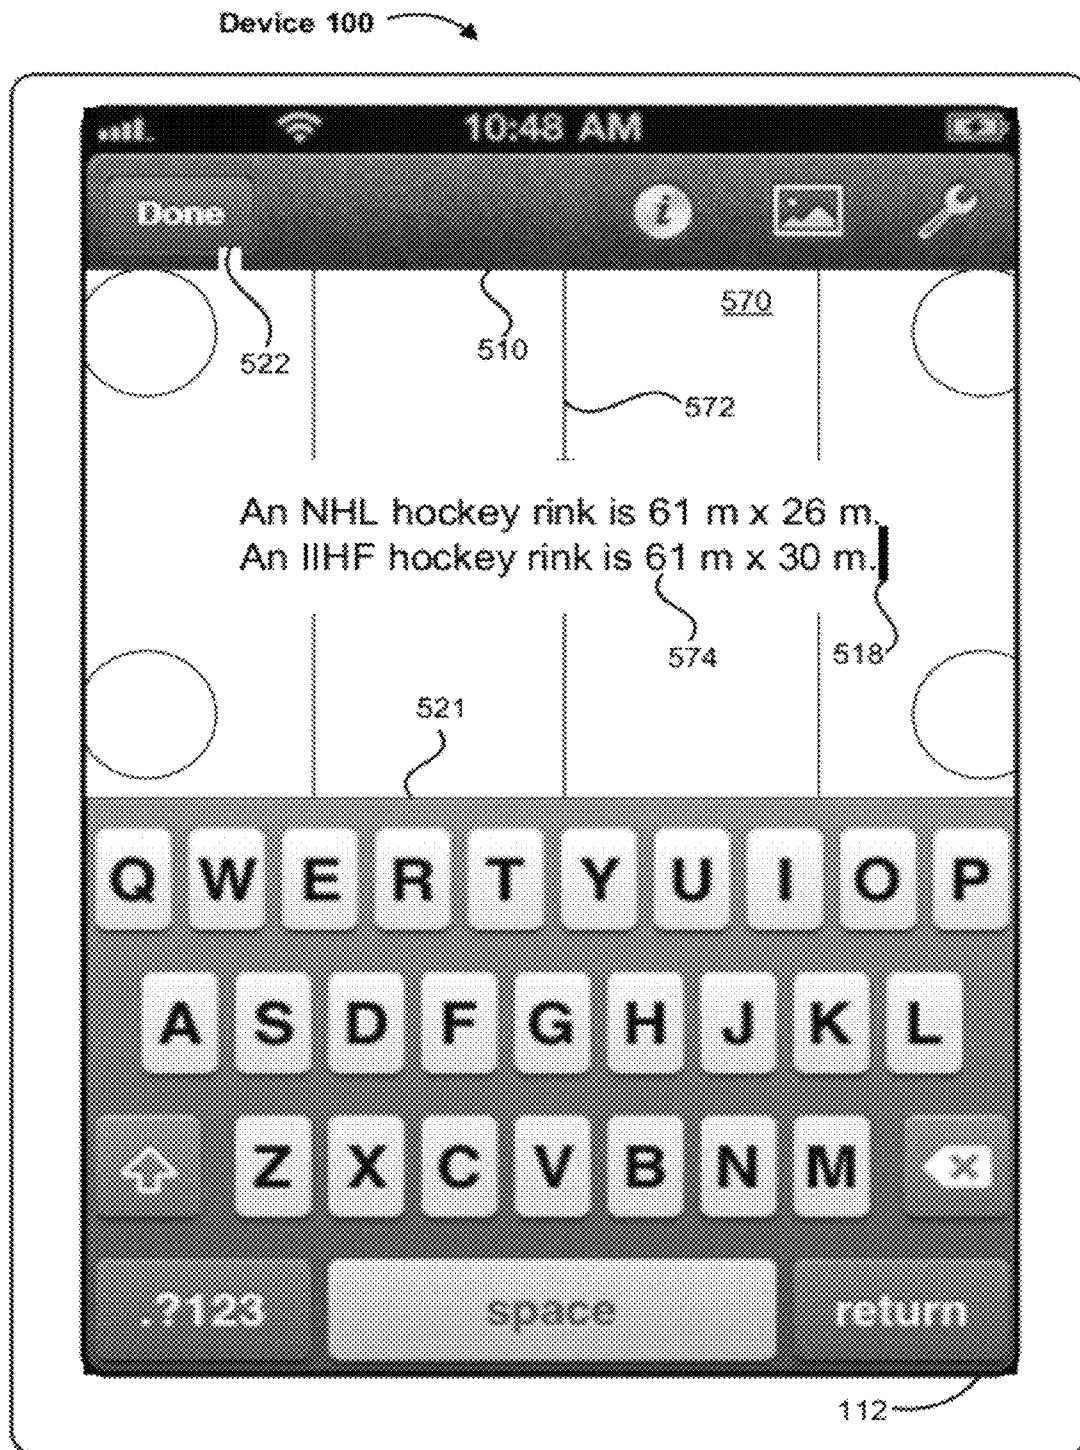 Device 100
10:48 AM
Done
i
570
522
510
572
An NHL hockey rink is 61 m x 26 m.
An IIHF hockey rink is 61 m x 30 m.
574
518
521
Q W E R T Y U I O P
A S D F G H J K L
Z X C V B N M
.?123 space return
112